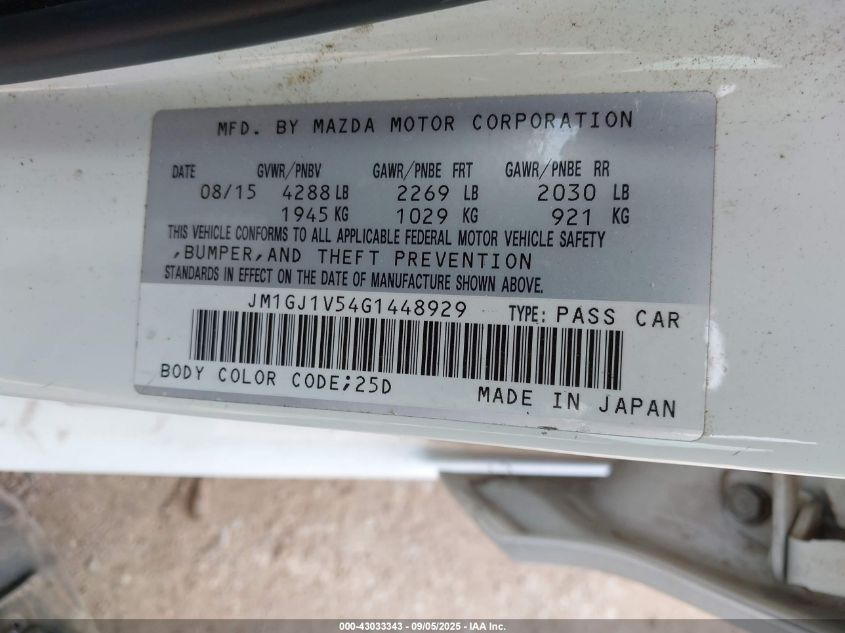 MFD. BY MAZDA MOTOR CORPORATION
DATE GVWR/PNBV GAWR/PNBE FRT GAWR/PNBE RR
08/15 4288 LB 2269 LB 2030 LB
1945 KG 1029 KG 921 KG
THIS VEHICLE CONFORMS TO ALL APPLICABLE FEDERAL MOTOR VEHICLE SAFETY
,BUMPER,AND THEFT PREVENTION
STANDARDS IN EFFECT ON THE DATE OF MANUFACTURE SHOWN ABOVE.
JM1GJ1V54G1448929 TYPE: PASS CAR
BODY COLOR CODE;25D MADE IN JAPAN
000-43033343 - 09/05/2025 - IAA Inc.